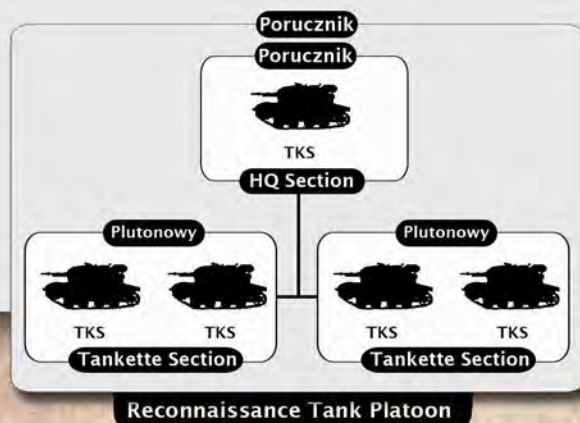 Porucznik
Porucznik
TKS
HQ Section
Plutonowy
Plutonowy
TKS
TKS
TKS
TKS
Tankette Section
Tankette Section
Reconnaissance Tank Platoon